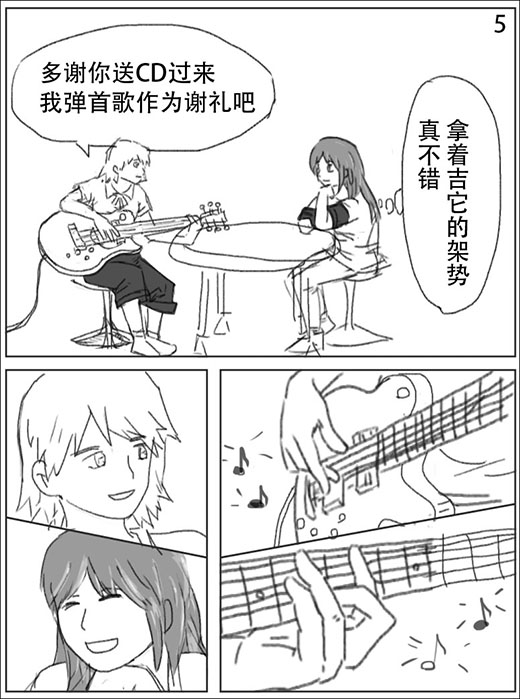 5
多谢你送CD过来
我弹首歌作为谢礼吧
拿着吉它的架势
真不错